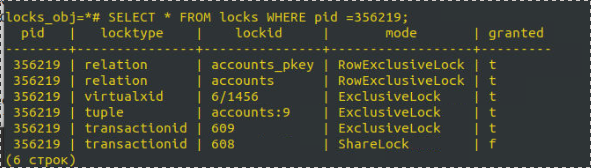 locks_obj=*# SELECT * FROM locks WHERE pid =356219;
pid | locktype | lockid | mode | granted
--------+---------------+---------------+------------------+---------
356219 | relation | accounts_pkey | RowExclusiveLock | t
356219 | relation | accounts | RowExclusiveLock | t
356219 | virtualxid | 6/1456 | ExclusiveLock | t
356219 | tuple | accounts:9 | ExclusiveLock | t
356219 | transactionid | 609 | ExclusiveLock | t
356219 | transactionid | 608 | ShareLock | f
(6 строк)